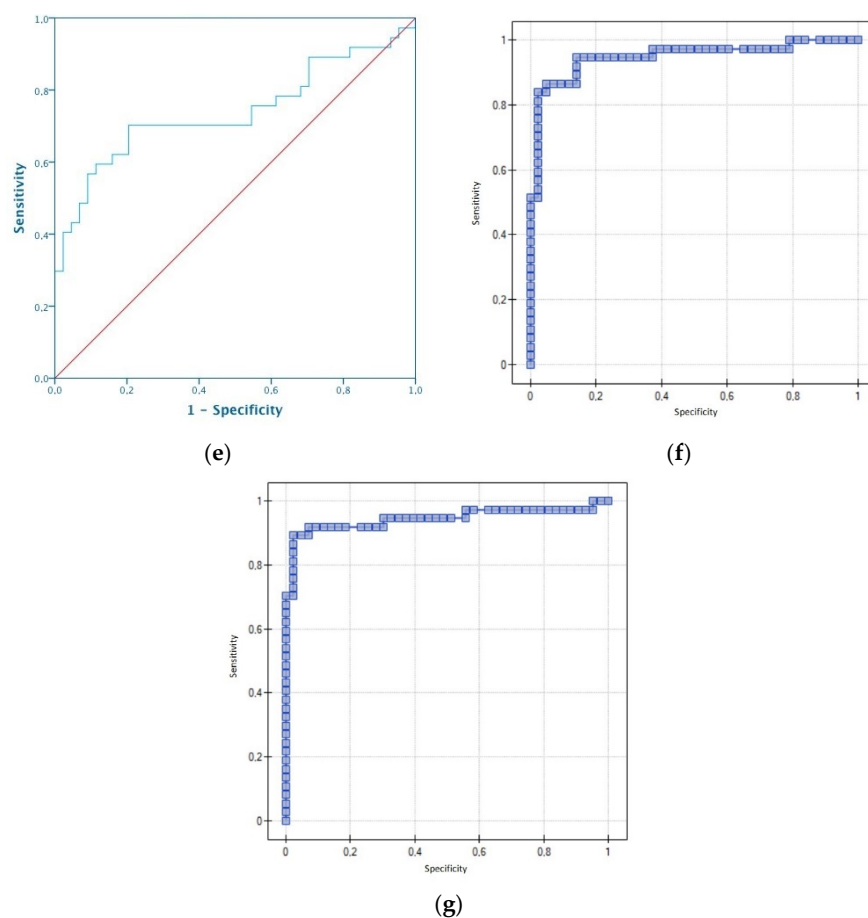 1,0
0,8
0,6
0,4
0,2
0,0
Sensitivity
0,0 0,2 0,4 0,6 0,8 1,0
1 – Specificity
(e)
1
0,8
0,6
0,4
0,2
0
Sensitivity
0 0,2 0,4 0,6 0,8 1
Specificity
(f)
1
0,8
0,6
0,4
0,2
0
Sensitivity
0 0,2 0,4 0,6 0,8 1
Specificity
(g)